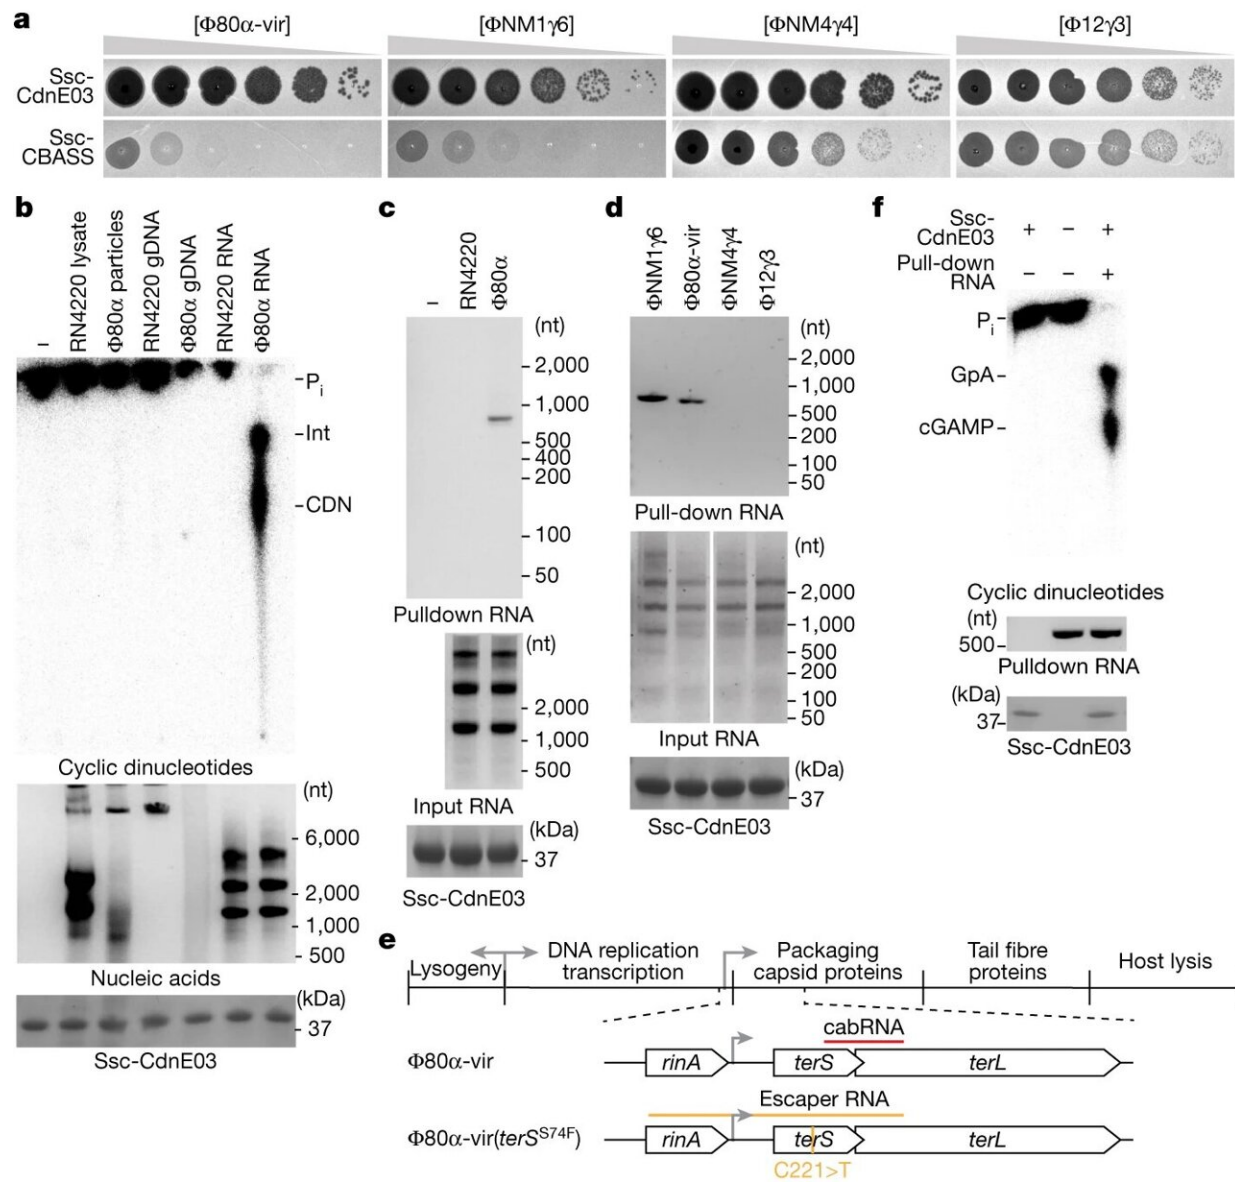 a
[Φ80α-vir]
[ΦNM1γ6]
[ΦNM4γ4]
[Φ12γ3]
Ssc-
CdnE03
Ssc-
CBASS
b
–
RN4220 lysate
Φ80α particles
RN4220 gDNA
Φ80α gDNA
RN4220 RNA
Φ80α RNA
Pi
Int
CDN
Cyclic dinucleotides
(nt)
6,000
2,000
1,000
500
Nucleic acids
(kDa)
37
Ssc-CdnE03
c
–
RN4220
Φ80α
(nt)
2,000
1,000
500
400
200
100
50
Pulldown RNA
(nt)
2,000
1,000
500
Input RNA
(kDa)
37
Ssc-CdnE03
d
ΦNM1γ6
Φ80α-vir
ΦNM4γ4
Φ12γ3
(nt)
2,000
1,000
500
200
100
50
Pull-down RNA
(nt)
2,000
1,000
500
200
100
50
Input RNA
(kDa)
37
Ssc-CdnE03
f
Ssc-
CdnE03
+ – +
Pull-down
RNA
– – +
Pi
GpA
cGAMP
Cyclic dinucleotides
(nt)
500
Pulldown RNA
(kDa)
37
Ssc-CdnE03
e
Lysogeny
DNA replication
transcription
Packaging
capsid proteins
Tail fibre
proteins
Host lysis
cabRNA
Φ80α-vir
rinA
terS
terL
Escaper RNA
Φ80α-vir(terS^S74F)
rinA
terS
terL
C221>T